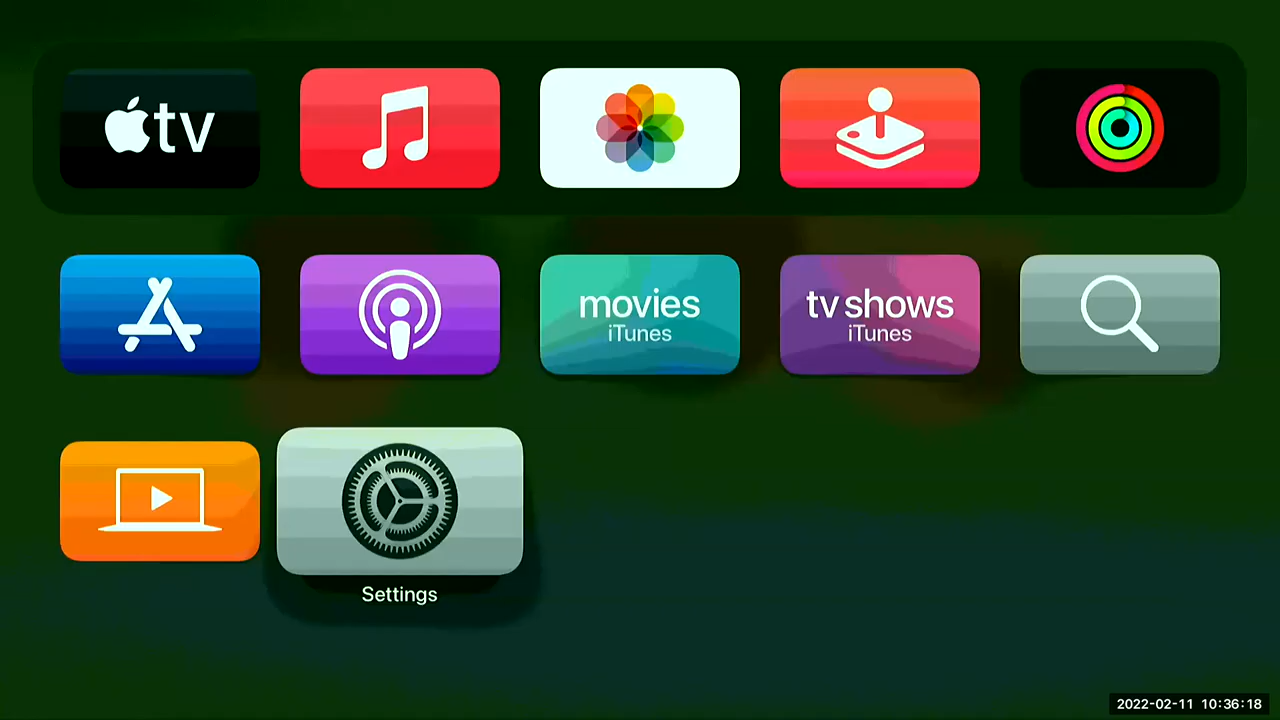 tv
movies
iTunes
tv shows
iTunes
Settings
2022-02-11 10:36:18